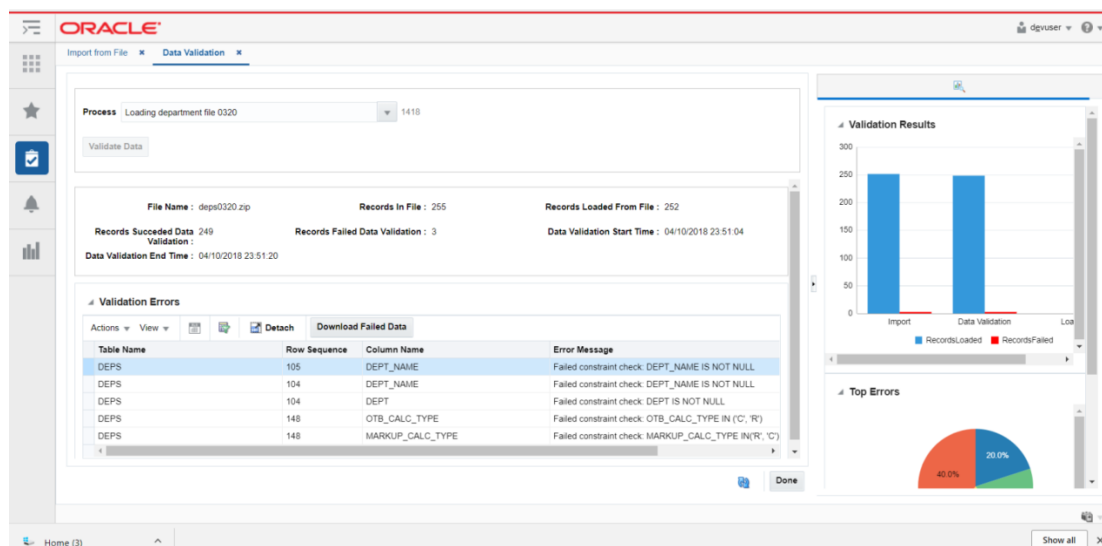 ORACLE
devuser
Import from File
Data Validation
Process Loading department file 0320 1418
Validate Data
File Name : deps0320.zip Records In File : 255 Records Loaded From File : 252
Records Succeded Data 249 Records Failed Data Validation : 3 Data Validation Start Time : 04/10/2018 23:51:04
Validation :
Data Validation End Time : 04/10/2018 23:51:20
Validation Errors
Actions View Detach Download Failed Data
Table Name Row Sequence Column Name Error Message
DEPS 105 DEPT_NAME Failed constraint check: DEPT_NAME IS NOT NULL
DEPS 104 DEPT_NAME Failed constraint check: DEPT_NAME IS NOT NULL
DEPS 104 DEPT Failed constraint check: DEPT IS NOT NULL
DEPS 148 OTB_CALC_TYPE Failed constraint check: OTB_CALC_TYPE IN ('C', 'R')
DEPS 148 MARKUP_CALC_TYPE Failed constraint check: MARKUP_CALC_TYPE IN('R', 'C')
Done
Validation Results
300
250
200
150
100
50
0
Import Data Validation Loa
RecordsLoaded RecordsFailed
Top Errors
20.0%
40.0%
Home (3)
Show all